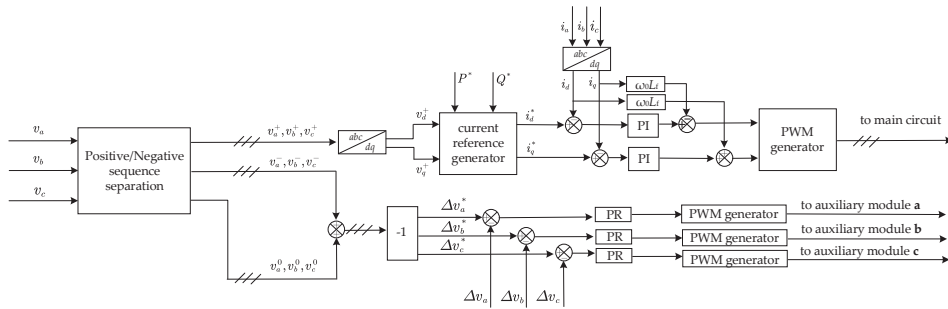 i_a i_b i_c
abc
dq
P* Q*
i_d i_q
ω₀L_f
ω₀L_f
v_a
v_b
v_c
Positive/Negative
sequence
separation
v_a^+, v_b^+, v_c^+
v_a^-, v_b^-, v_c^-
v_a^0, v_b^0, v_c^0
abc
dq
v_d^+
v_q^+
current
reference
generator
i_d^*
i_q^*
PI
PI
PWM
generator
to main circuit
-1
Δv_a^*
Δv_b^*
Δv_c^*
Δv_a Δv_b Δv_c
PR
PR
PR
PWM generator
PWM generator
PWM generator
to auxiliary module a
to auxiliary module b
to auxiliary module c